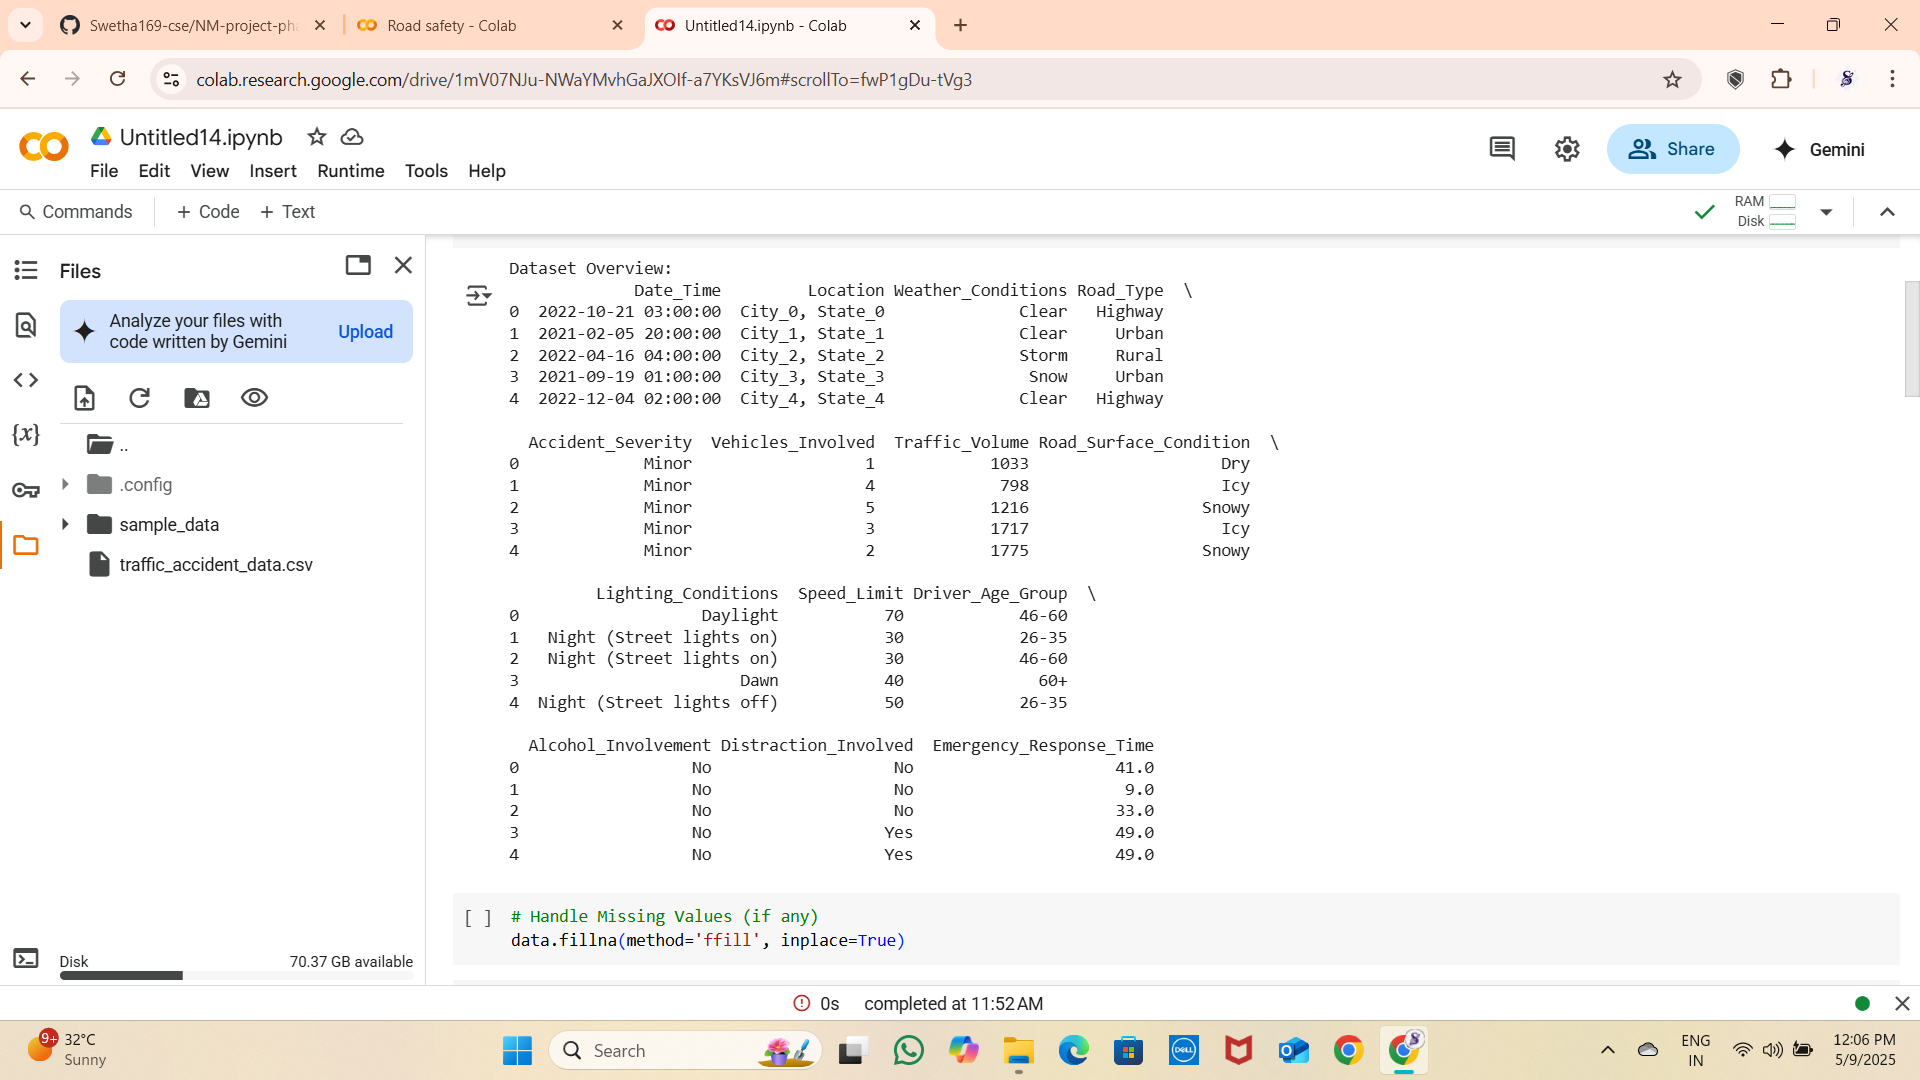 Swetha169-cse/NM-project-pha
Road safety - Colab
Untitled14.ipynb - Colab
colab.research.google.com/drive/1mV07NJu-NWaYMvhGaJXOIf-a7YKsVJ6m#scrollTo=fwP1gDu-tVg3
Untitled14.ipynb
File Edit View Insert Runtime Tools Help
Share
Gemini
Commands + Code + Text
RAM
Disk
Files
Analyze your files with
code written by Gemini
Upload
{x}
..
.config
sample_data
traffic_accident_data.csv
Disk 70.37 GB available
Dataset Overview:
Date_Time Location Weather_Conditions Road_Type \
0 2022-10-21 03:00:00 City_0, State_0 Clear Highway
1 2021-02-05 20:00:00 City_1, State_1 Clear Urban
2 2022-04-16 04:00:00 City_2, State_2 Storm Rural
3 2021-09-19 01:00:00 City_3, State_3 Snow Urban
4 2022-12-04 02:00:00 City_4, State_4 Clear Highway
Accident_Severity Vehicles_Involved Traffic_Volume Road_Surface_Condition \
0 Minor 1 1033 Dry
1 Minor 4 798 Icy
2 Minor 5 1216 Snowy
3 Minor 3 1717 Icy
4 Minor 2 1775 Snowy
Lighting_Conditions Speed_Limit Driver_Age_Group \
0 Daylight 70 46-60
1 Night (Street lights on) 30 26-35
2 Night (Street lights on) 30 46-60
3 Dawn 40 60+
4 Night (Street lights off) 50 26-35
Alcohol_Involvement Distraction_Involved Emergency_Response_Time
0 No No 41.0
1 No No 9.0
2 No No 33.0
3 No Yes 49.0
4 No Yes 49.0
[ ] # Handle Missing Values (if any)
data.fillna(method='ffill', inplace=True)
0s completed at 11:52 AM
9+
32°C
Sunny
Search
DELL
ENG
IN
12:06 PM
5/9/2025